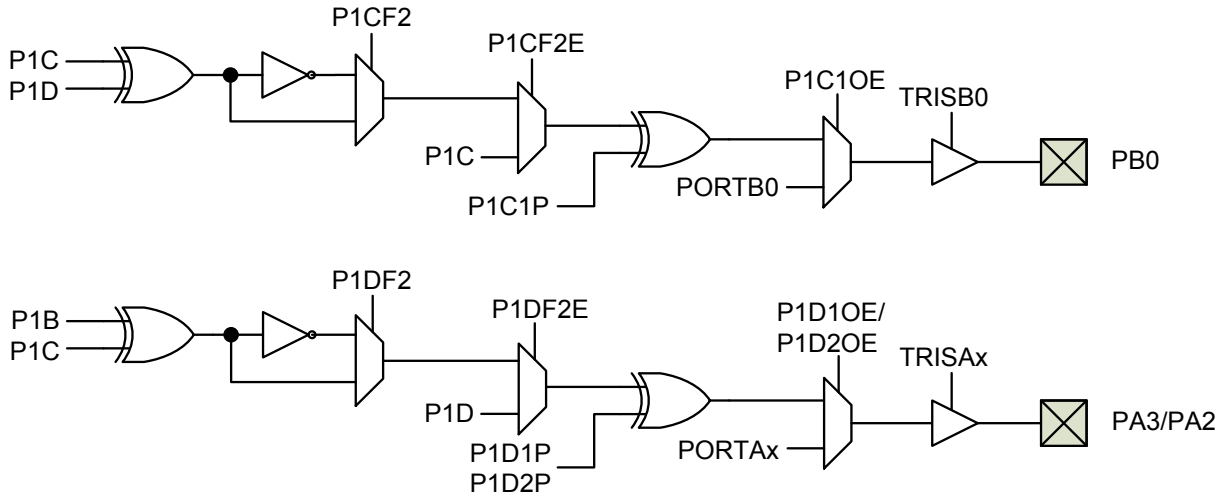 P1CF2
P1CF2E
P1C
P1D
P1C1OE
TRISB0
P1C
PB0
PORTB0
P1C1P
P1DF2
P1DF2E
P1D1OE/
P1D2OE
P1B
P1C
TRISAx
P1D
PA3/PA2
P1D1P
PORTAx
P1D2P